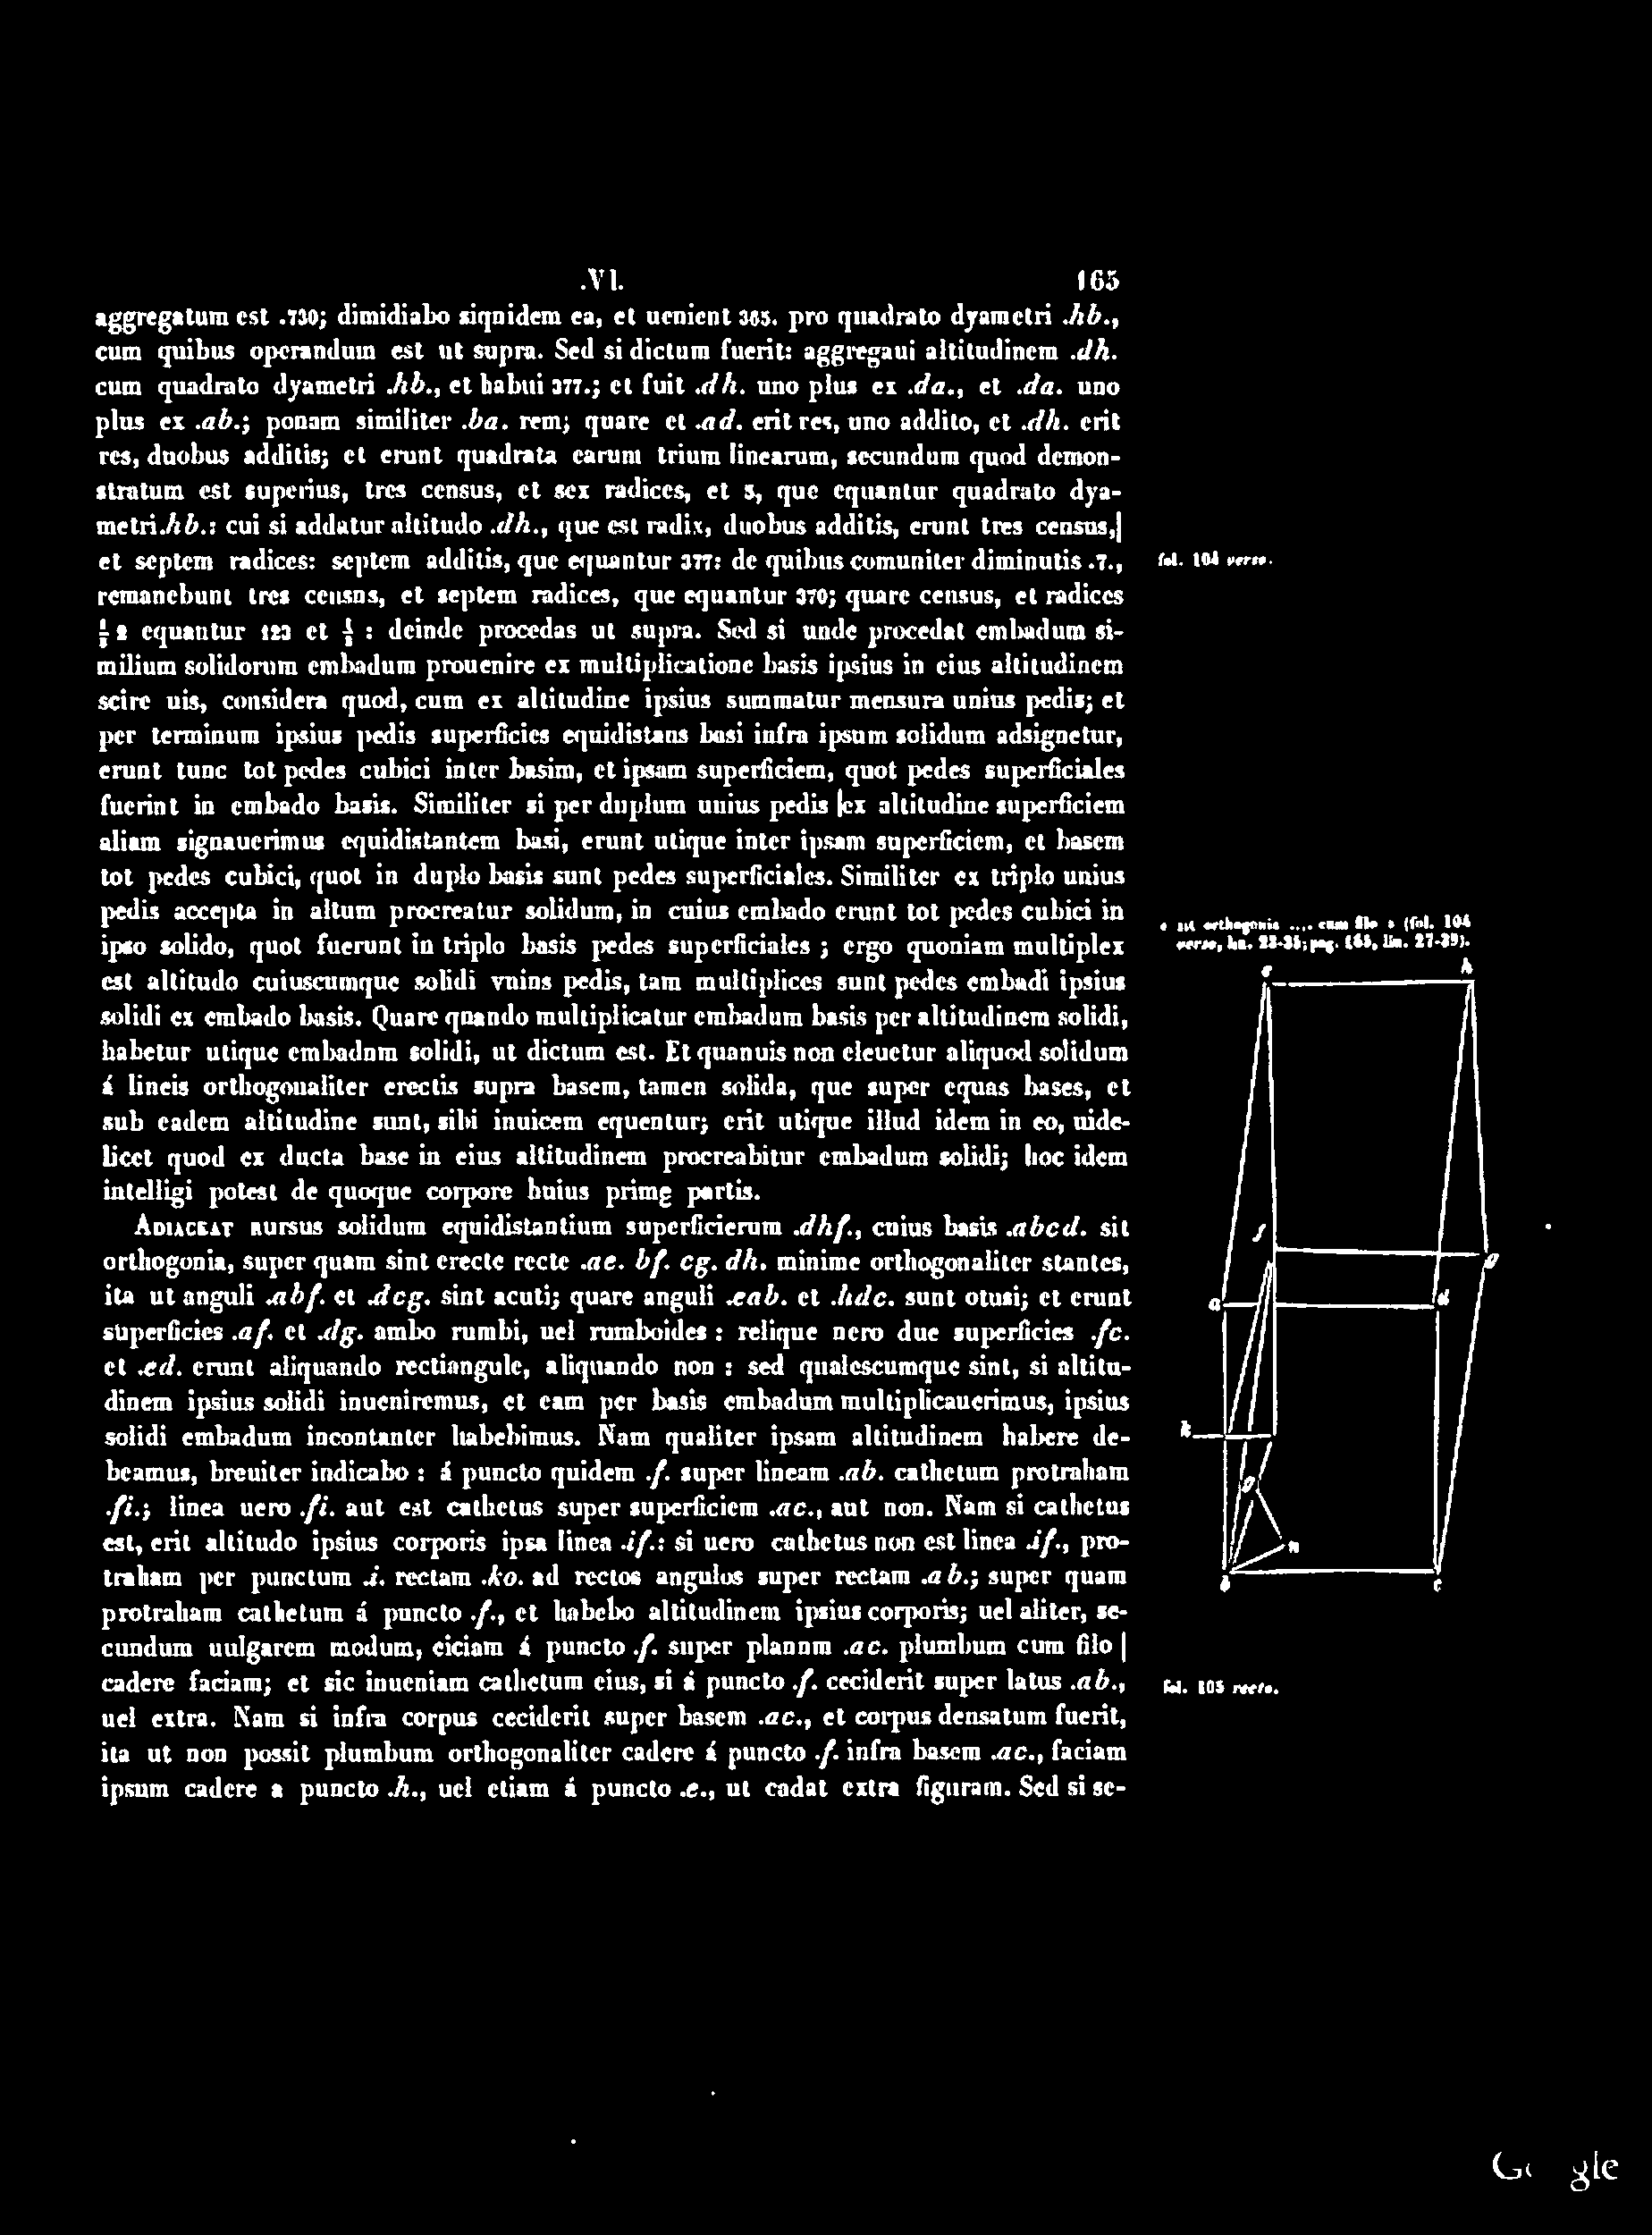 .VI. 165
aggregatum est .730; dimidiabo siqnidem ea, et uenient 365. pro quadrato dyametri .hb.,
cum quibus operandum est ut supra. Sed si dictum fuerit: aggregaui altitudinem .dh.
cum quadrato dyametri .hb., et habui 377.; et fuit .dh. uno plus ex .da., et .da. uno
plus ex .ab.; ponam similiter .ba. rem; quare et .ad. erit res, uno addito, et .dh. erit
res, duobus additis; et erunt quadrata earum trium linearum, secundum quod demon-
stratum est superius, tres census, et sex radices, et 5, que equantur quadrato dya-
metri .hb.: cui si addatur altitudo .dh., que est radix, duobus additis, erunt tres census,|
et septem radices: septem additis, que equantur 377: de quibus comuniter diminutis .7.,
fol. 104 verso.
remanebunt tres censns, et septem radices, que equantur 370; quare census, et radices
1/3 2 equantur 123 et 1/3 : deinde procedas ut supra. Sed si unde procedat embadum si-
milium solidorum embadum prouenire ex multiplicatione basis ipsius in eius altitudinem
scire uis, considera quod, cum ex altitudine ipsius summatur mensura unius pedis; et
per terminum ipsius pedis superficies equidistans basi infra ipsum solidum adsignetur,
erunt tunc tot pedes cubici inter basim, et ipsam superficiem, quot pedes superficiales
fuerint in embado basis. Similiter si per duplum unius pedis |ex altitudine superficiem
aliam signauerimus equidistantem basi, erunt utique inter ipsam superficiem, et basem
tot pedes cubici, quot in duplo basis sunt pedes superficiales. Similiter ex triplo unius
pedis accepta in altum procreatur solidum, in cuius embado erunt tot pedes cubici in
ipso solido, quot fuerunt in triplo basis pedes superficiales ; ergo quoniam multiplex
est altitudo cuiuscumque solidi vnins pedis, tam multiplices sunt pedes embadi ipsius
solidi ex embado basis. Quare qnando multiplicatur embadum basis per altitudinem solidi,
habetur utique embadnm solidi, ut dictum est. Et quanuis non eleuetur aliquod solidum
á lineis orthogonaliter erectis supra basem, tamen solida, que super equas bases, et
sub eadem altitudine sunt, sibi inuicem equentur; erit utique illud idem in eo, uide-
licet quod ex ducta base in eius altitudinem procreabitur embadum solidi; hoc idem
intelligi potest de quoque corpore huius primę partis.
« sit orthogonia .... cum filo » (fol. 104
verso, lin. 28-35; pag. 165, lin. 27-39).
e h
f g
a d
k
o
n
b c
Adiaceat rursus solidum equidistantium superficierum .dhf., cuius basis .abcd. sit
orthogonia, super quam sint erecte recte .ae. bf. cg. dh. minime orthogonaliter stantes,
ita ut anguli .abf. et .dcg. sint acuti; quare anguli .eab. et .hdc. sunt otusi; et erunt
superficies .af. et .dg. ambo rumbi, uel rumboides : relique nero due superficies .fc.
et .ed. erunt aliquando rectiangule, aliquando non : sed qualescumque sint, si altitu-
dinem ipsius solidi inueniremus, et eam per basis embadum multiplicauerimus, ipsius
solidi embadum incontanter habebimus. Nam qualiter ipsam altitudinem habere de-
beamus, breuiter indicabo : á puncto quidem .f. super lineam .ab. cathetum protraham
.fi.; linea uero .fi. aut est cathetus super superficiem .ac., aut non. Nam si cathetus
est, erit altitudo ipsius corporis ipsa linea .if.: si uero cathetus non est linea .if., pro-
traham per punctum .i. rectam .ko. ad rectos angulos super rectam .ab.; super quam
protraham cathetum á puncto .f., et habebo altitudinem ipsius corporis; uel aliter, se-
cundum uulgarem modum, eiciam á puncto .f. super planum .ac. plumbum cum filo |
cadere faciam; et sic inueniam cathetum eius, si á puncto .f. ceciderit super latus .ab.,
fol. 105 recto.
uel extra. Nam si infra corpus ceciderit super basem .ac., et corpus densatum fuerit,
ita ut non possit plumbum orthogonaliter cadere á puncto .f. infra basem .ac., faciam
ipsum cadere a puncto .h., uel etiam á puncto .e., ut cadat extra figuram. Sed si se-